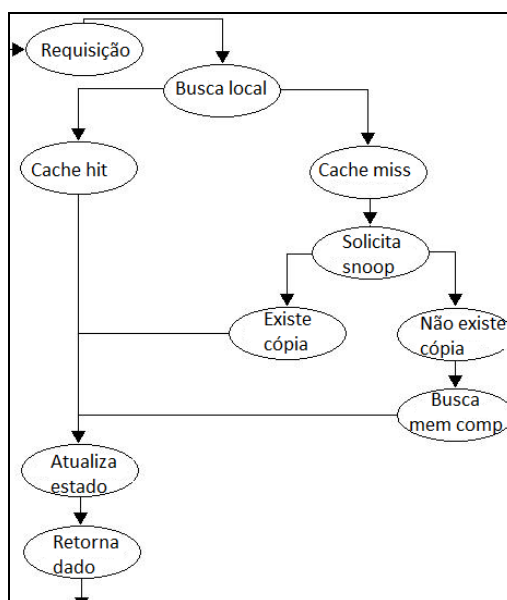 Requisição
Busca local
Cache hit
Cache miss
Solicita
snoop
Existe
cópia
Não existe
cópia
Busca
mem comp
Atualiza
estado
Retorna
dado